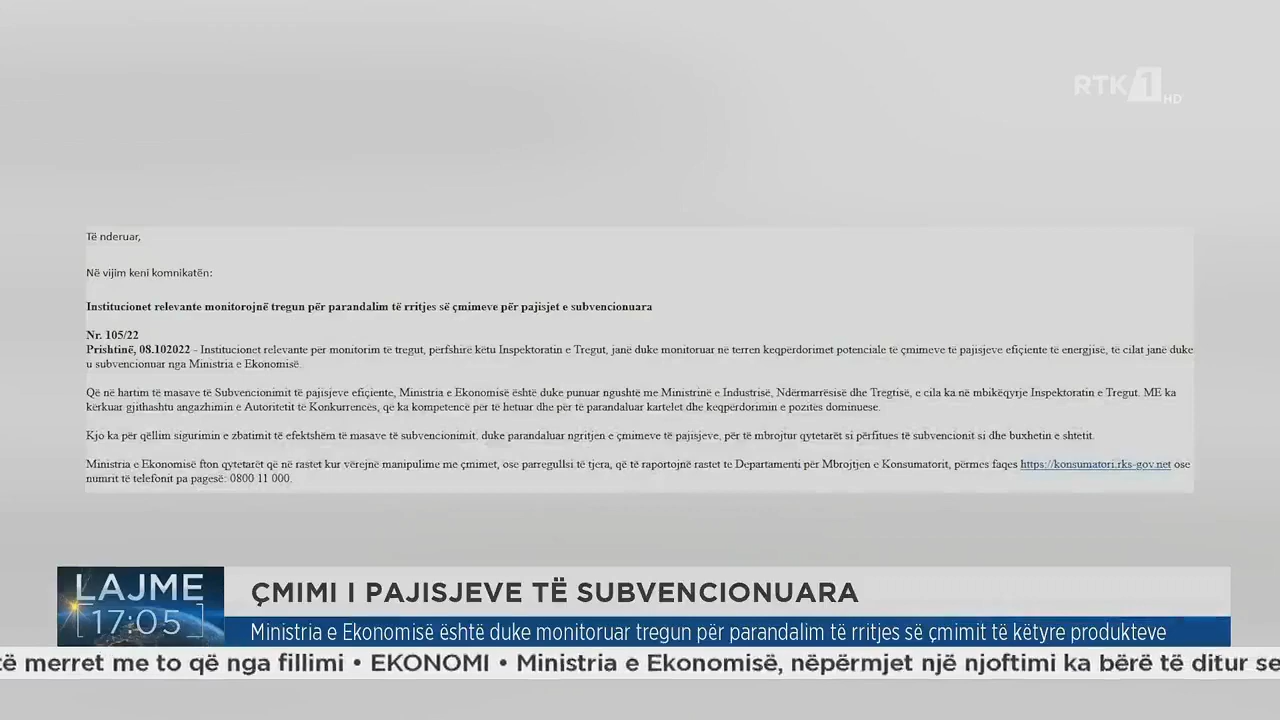 RTK 1 HD
Të nderuar,
Në vijim keni komnikatën:
Institucionet relevante monitorojnë tregun për parandalim të rritjes së çmimeve për pajisjet e subvencionuara
Nr. 105/22
Prishtinë, 08.102022 - Institucionet relevante për monitorim të tregut, përfshirë këtu Inspektoratin e Tregut, janë duke monitoruar në terren keqpërdorimet potenciale të çmimeve të pajisjeve efiçiente të energjisë, të cilat janë duke
u subvencionuar nga Ministria e Ekonomisë.
Që në hartim të masave të Subvencionimit të pajisjeve efiçiente, Ministria e Ekonomisë është duke punuar ngushtë me Ministrinë e Industrisë, Ndërmarrësisë dhe Tregtisë, e cila ka në mbikëqyrje Inspektoratin e Tregut. ME ka
kërkuar gjithashtu angazhimin e Autoritetit të Konkurrencës, që ka kompetencë për të hetuar dhe për të parandaluar kartelet dhe keqpërdorimin e pozitës dominuese.
Kjo ka për qëllim sigurimin e zbatimit të efektshëm të masave të subvencionimit, duke parandaluar ngritjen e çmimeve të pajisjeve, për të mbrojtur qytetarët si përfitues të subvencionit si dhe buxhetin e shtetit.
Ministria e Ekonomisë fton qytetarët që në rastet kur vërejnë manipulime me çmimet, ose parregullsi të tjera, që të raportojnë rastet te Departamenti për Mbrojtjen e Konsumatorit, përmes faqes https://konsumatori.rks-gov.net ose
numrit të telefonit pa pagesë: 0800 11 000.
LAJME
17:05
ÇMIMI I PAJISJEVE TË SUBVENCIONUARA
Ministria e Ekonomisë është duke monitoruar tregun për parandalim të rritjes së çmimit të këtyre produkteve
të merret me to që nga fillimi • EKONOMI • Ministria e Ekonomisë, nëpërmjet një njoftimi ka bërë të ditur se